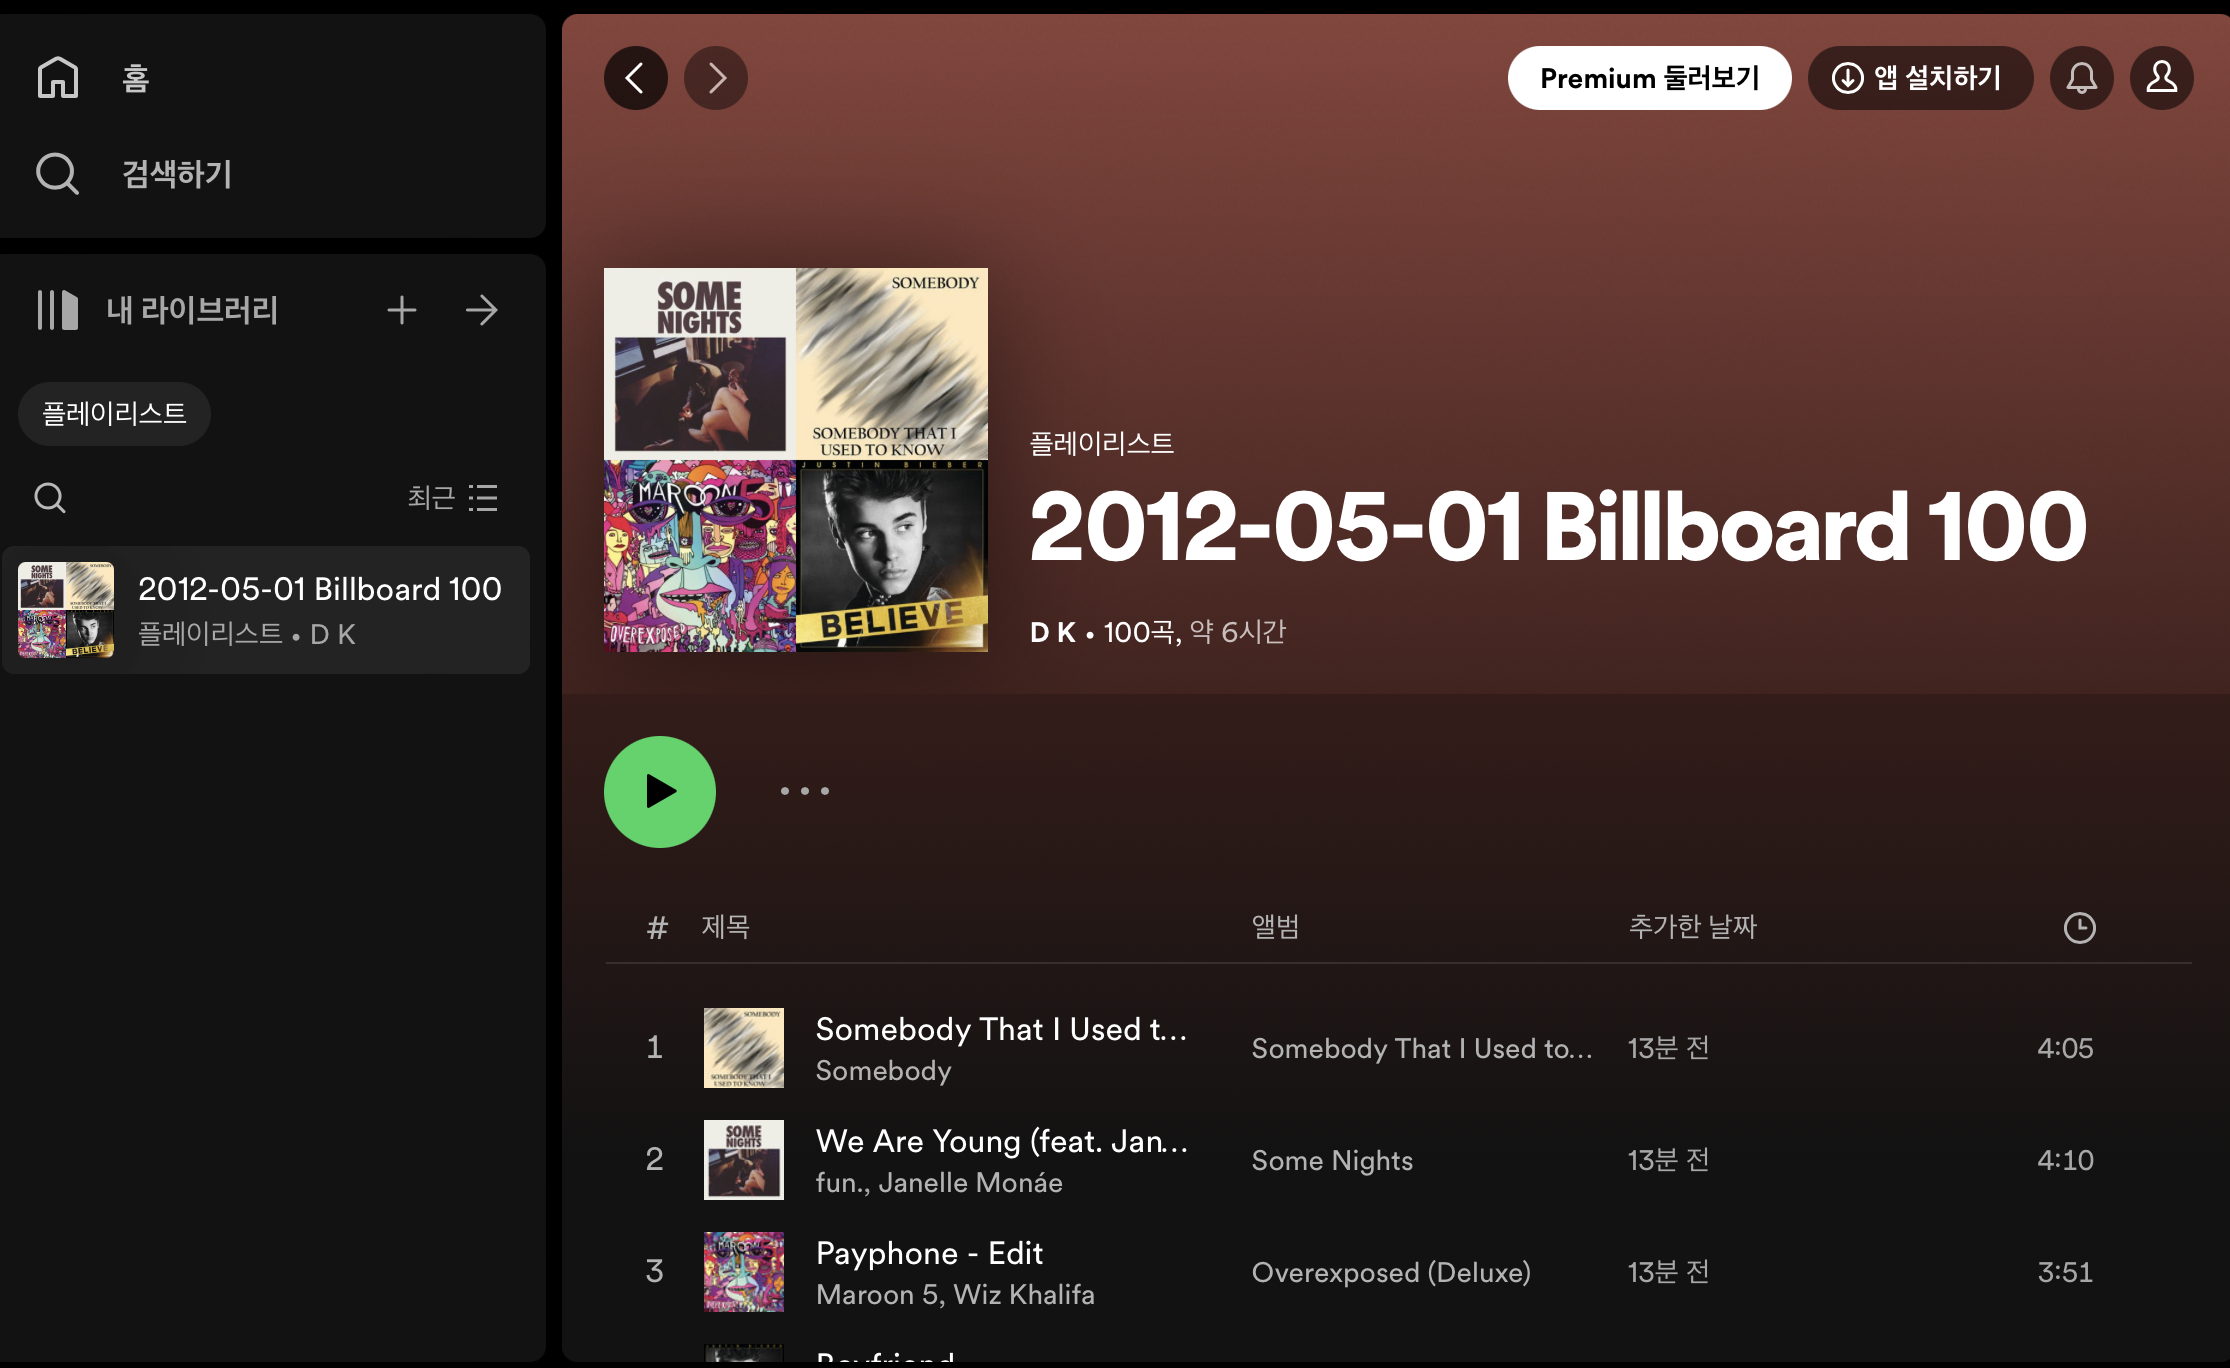 홈
검색하기
내 라이브러리
플레이리스트
최근
2012-05-01 Billboard 100
플레이리스트 • D K
Premium 둘러보기
앱 설치하기
SOME
NIGHTS
SOMEBODY
SOMEBODY THAT I
USED TO KNOW
MAROON 5
OVEREXPOSED
JUSTIN BIEBER
BELIEVE
플레이리스트
2012-05-01 Billboard 100
D K • 100곡, 약 6시간
# 제목 앨범 추가한 날짜
1 Somebody That I Used t... Somebody That I Used to... 13분 전 4:05
Somebody
2 We Are Young (feat. Jan... Some Nights 13분 전 4:10
fun., Janelle Monáe
3 Payphone - Edit Overexposed (Deluxe) 13분 전 3:51
Maroon 5, Wiz Khalifa
Boyfriend